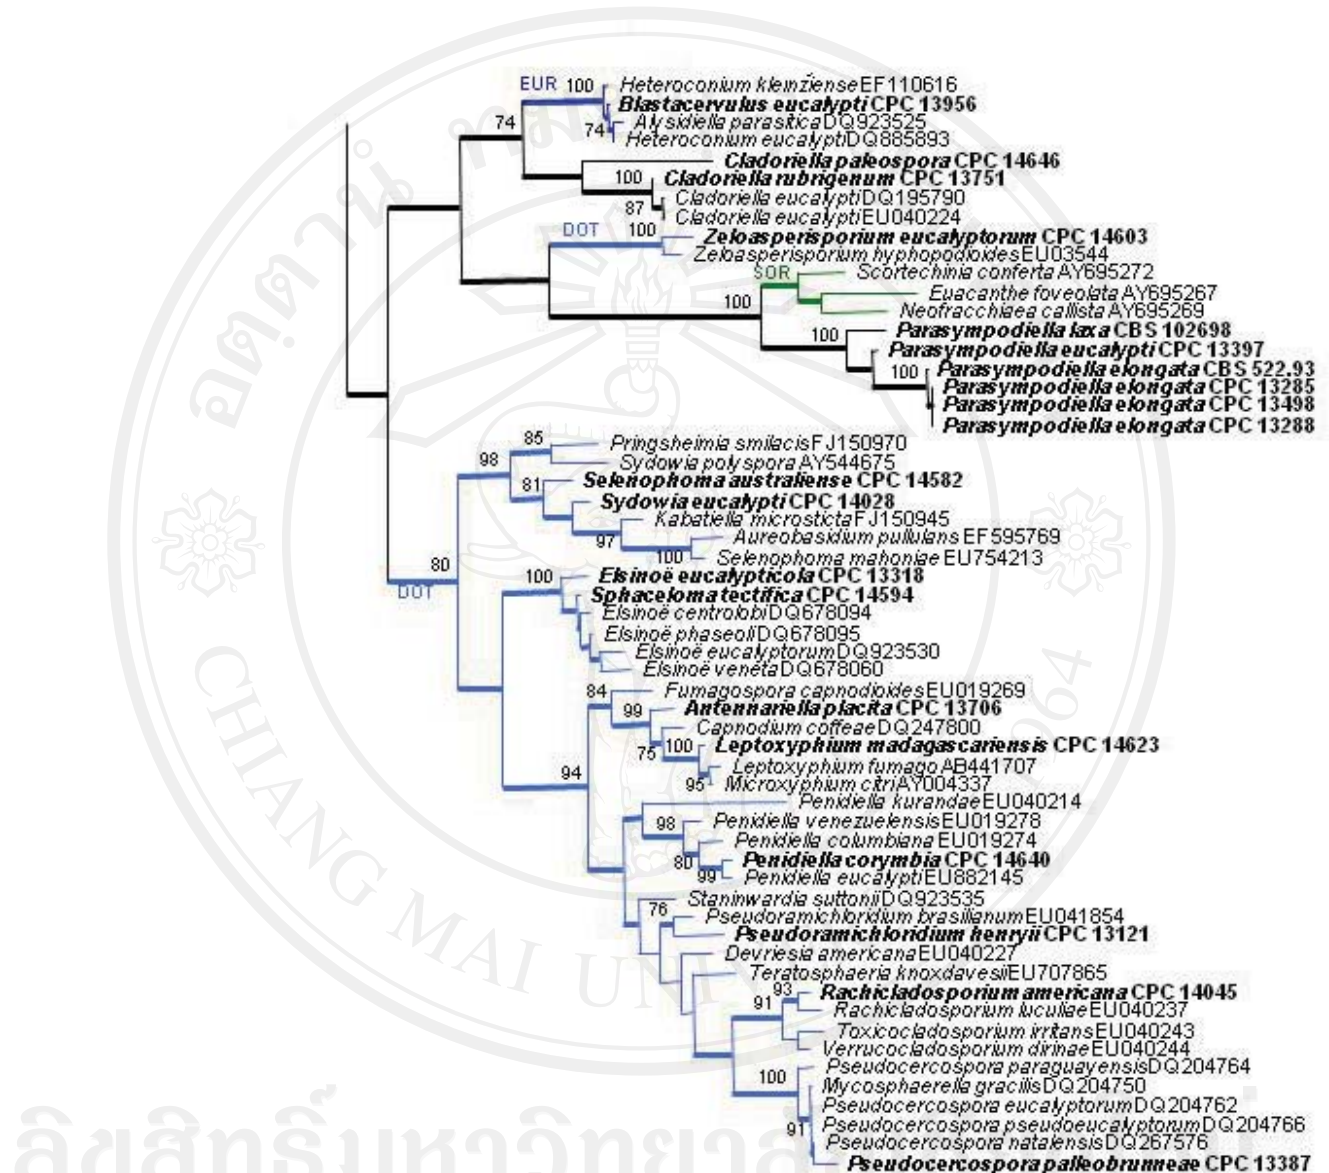 EUR 100 Heteroconium kleinziense EF110616
Blastacervulus eucalypti CPC 13956
74 Alysidiella parasitica DQ923525
74 Heteroconium eucalypti DQ885893
Cladoriella paleospora CPC 14646
100 Cladoriella rubrigenum CPC 13751
Cladoriella eucalypti DQ195790
87 Cladoriella eucalypti EU040224
DOT 100 Zeloasperisporium eucalyptorum CPC 14603
Zeloasperisporium hyphopodioides EU03544
SOR Scortechinia conferta AY695272
Euacanthe foveolata AY695267
100 Neofracchiaea callista AY695269
100 Parasympodiella laxa CBS 102698
Parasympodiella eucalypti CPC 13397
100 Parasympodiella elongata CBS 522.93
Parasympodiella elongata CPC 13285
Parasympodiella elongata CPC 13498
Parasympodiella elongata CPC 13288
85 Pringsheimia smilacis FJ150970
98 Sydowia polyspora AY544675
81 Selenophoma australiense CPC 14582
Sydowia eucalypti CPC 14028
Kabatiella microsticta FJ150945
97 Aureobasidium pullulans EF595769
100 Selenophoma mahoniae EU754213
80 100 Elsinoë eucalypticola CPC 13318
DOT Sphaceloma tectifica CPC 14594
Elsinoë centrolobi DQ678094
Elsinoë phaseoli DQ678095
Elsinoë eucalyptorum DQ923530
Elsinoë veneta DQ678060
84 Fumagospora capnodioides EU019269
99 Antennariella placita CPC 13706
Capnodium coffeae DQ247800
75 100 Leptoxyphium madagascariensis CPC 14623
94 Leptoxyphium fumago AB441707
95 Microxyphium citri AY004337
Penidiella kurandae EU040214
98 Penidiella venezuelensis EU019278
Penidiella columbiana EU019274
80 Penidiella corymbia CPC 14640
99 Penidiella eucalypti EU882145
Staninwardia suttonii DQ923535
76 Pseudoramichloridium brasilianum EU041854
Pseudoramichloridium henryii CPC 13121
Devriesia americana EU040227
Teratosphaeria knoxdavesii EU707865
93 Rachicladosporium americana CPC 14045
91 Rachicladosporium luculiae EU040237
Toxicocladosporium irritans EU040243
Verrucocladosporium dirinae EU040244
100 Pseudocercospora paraguayensis DQ204764
Mycosphaerella gracilis DQ204750
Pseudocercospora eucalyptorum DQ204762
91 Pseudocercospora pseudoeucalyptorum DQ204766
Pseudocercospora natalensis DQ267576
Pseudocercospora palleobrunneae CPC 13387
CHIANG MAI UNI
1964